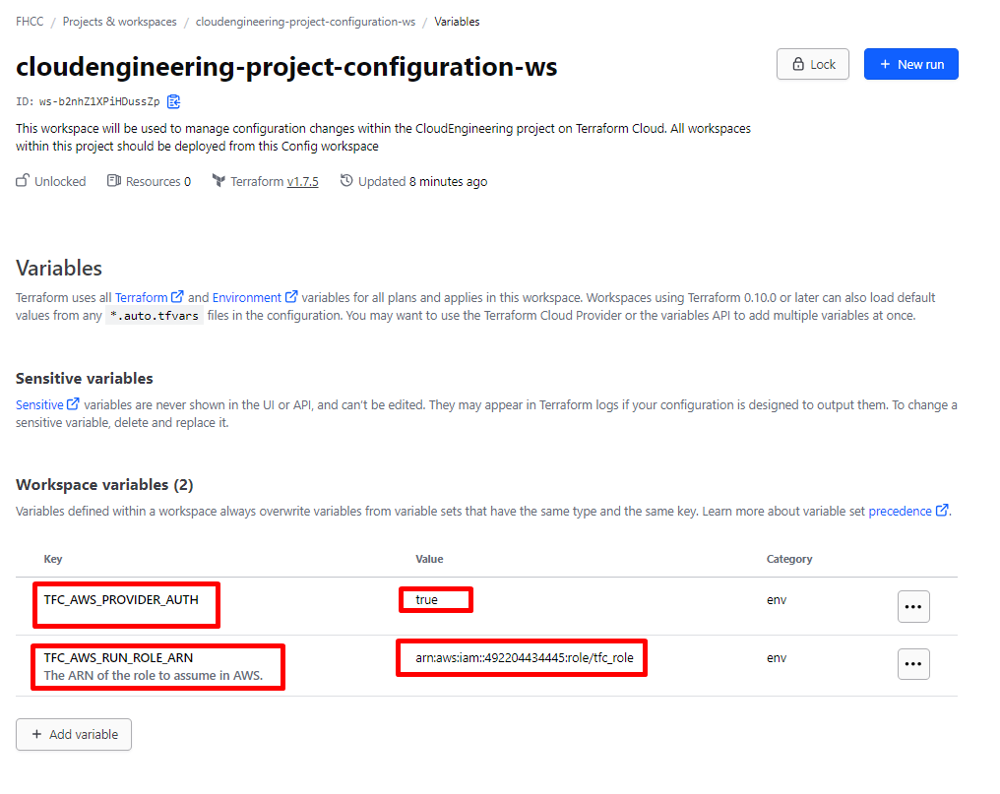 FHCC / Projects & workspaces / cloudengineering-project-configuration-ws / Variables
cloudengineering-project-configuration-ws
Lock
+ New run
ID: ws-b2nhZ1XPiHDussZp
This workspace will be used to manage configuration changes within the CloudEngineering project on Terraform Cloud. All workspaces
within this project should be deployed from this Config workspace
Unlocked Resources 0 Terraform v1.7.5 Updated 8 minutes ago
Variables
Terraform uses all Terraform and Environment variables for all plans and applies in this workspace. Workspaces using Terraform 0.10.0 or later can also load default
values from any *.auto.tfvars files in the configuration. You may want to use the Terraform Cloud Provider or the variables API to add multiple variables at once.
Sensitive variables
Sensitive variables are never shown in the UI or API, and can't be edited. They may appear in Terraform logs if your configuration is designed to output them. To change a
sensitive variable, delete and replace it.
Workspace variables (2)
Variables defined within a workspace always overwrite variables from variable sets that have the same type and the same key. Learn more about variable set precedence.
Key Value Category
TFC_AWS_PROVIDER_AUTH true env
TFC_AWS_RUN_ROLE_ARN arn:aws:iam::492204434445:role/tfc_role env
The ARN of the role to assume in AWS.
+ Add variable